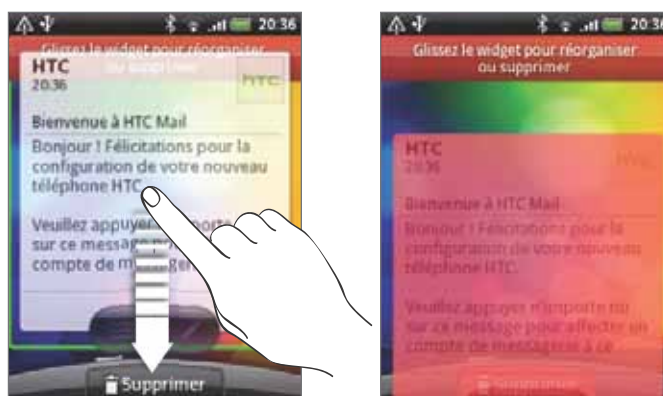 20:36
Glissez le widget pour réorganiser
ou supprimer
HTC
20:36
htc
Bienvenue à HTC Mail
Bonjour ! Félicitations pour la
configuration de votre nouveau
téléphone HTC.
Veuillez appuyer
sur ce message
compte de
Supprimer
20:36
Glissez le widget pour réorganiser
ou supprimer
HTC
20:36
htc
Bienvenue à HTC Mail
Bonjour ! Félicitations pour la
configuration de votre nouveau
téléphone HTC.
Veuillez appuyer n'importe où
sur ce message pour affecter un
compte de messagerie à ce
Supprimer